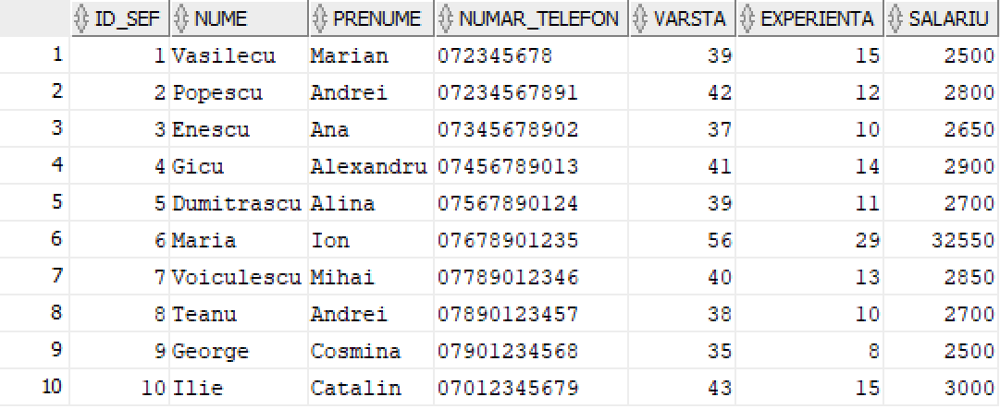 ID_SEF NUME PRENUME NUMAR_TELEFON VARSTA EXPERIENTA SALARIU
1 1 Vasilecu Marian 072345678 39 15 2500
2 2 Popescu Andrei 07234567891 42 12 2800
3 3 Enescu Ana 07345678902 37 10 2650
4 4 Gicu Alexandru 07456789013 41 14 2900
5 5 Dumitrascu Alina 07567890124 39 11 2700
6 6 Maria Ion 07678901235 56 29 32550
7 7 Voiculescu Mihai 07789012346 40 13 2850
8 8 Teanu Andrei 07890123457 38 10 2700
9 9 George Cosmina 07901234568 35 8 2500
10 10 Ilie Catalin 07012345679 43 15 3000